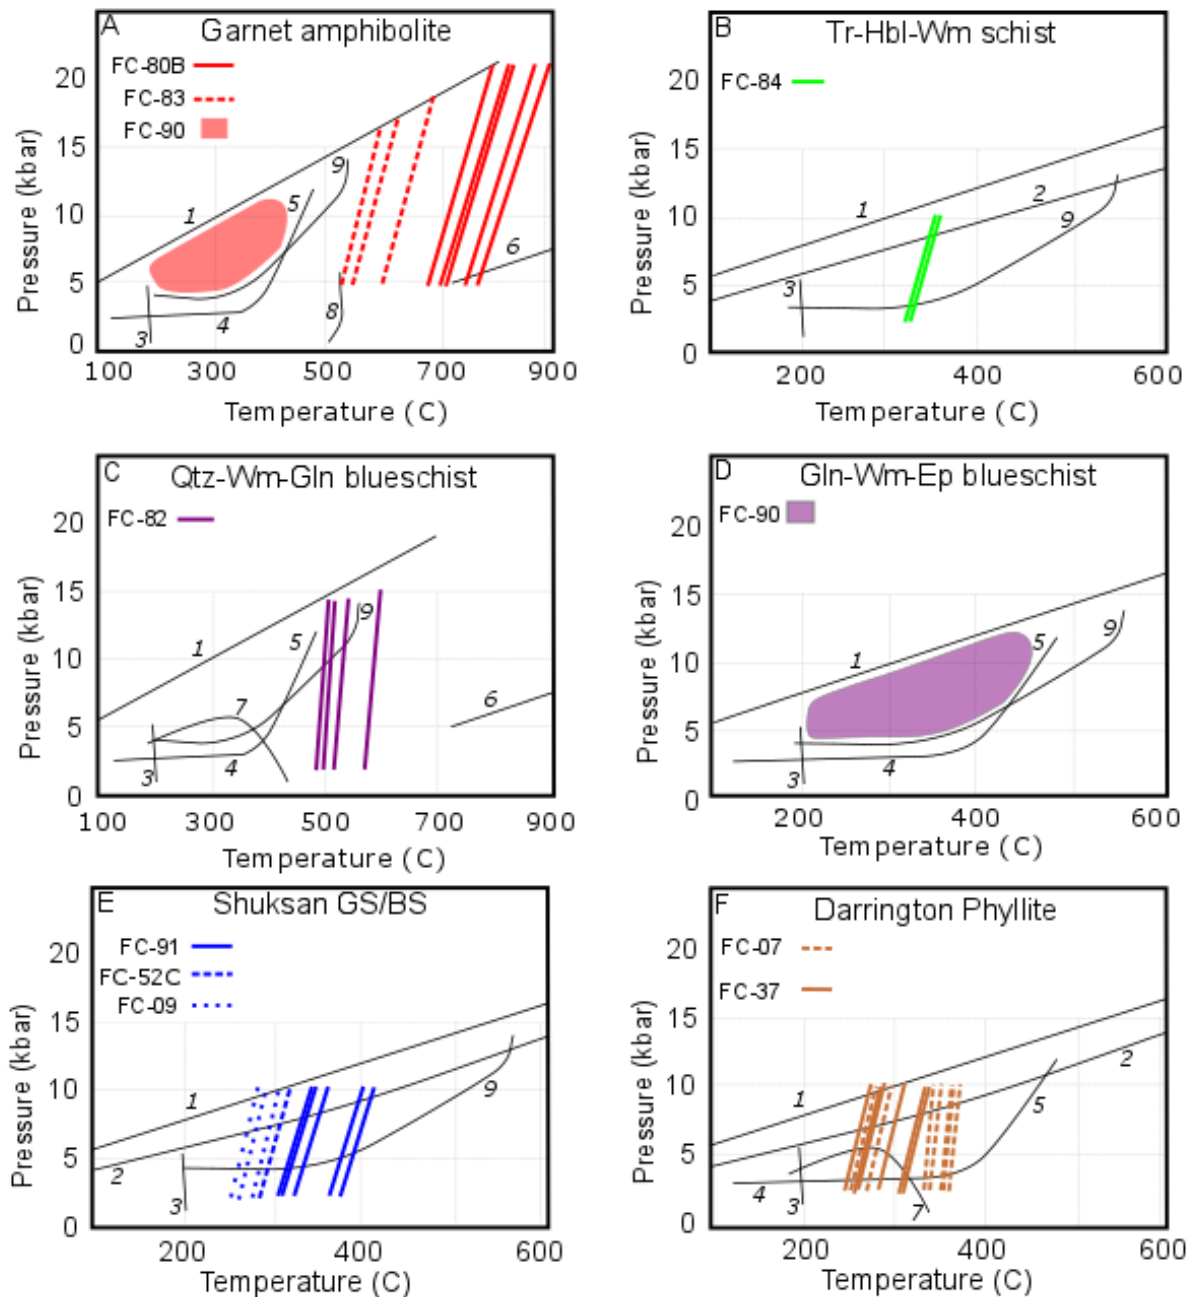 A
Garnet amphibolite
FC-80B
FC-83
FC-90
20
15
10
5
0
Pressure (kbar)
1
9
5
6
8
4
3
100 300 500 700 900
Temperature (C)
B
Tr-Hbl-Wm schist
FC-84
20
15
10
5
0
Pressure (kbar)
1
2
9
3
200 400 600
Temperature (C)
C
Qtz-Wm-Gln blueschist
FC-82
20
15
10
5
0
Pressure (kbar)
1
5
9
7
6
4
3
100 300 500 700 900
Temperature (C)
D
Gln-Wm-Ep blueschist
FC-90
20
15
10
5
0
Pressure (kbar)
1
5
9
3
4
200 400 600
Temperature (C)
E
Shuksan GS/BS
FC-91
FC-52C
FC-09
20
15
10
5
0
Pressure (kbar)
1
9
2
3
200 400 600
Temperature (C)
F
Darrington Phyllite
FC-07
FC-37
20
15
10
5
0
Pressure (kbar)
1
2
5
4
3
7
200 400 600
Temperature (C)